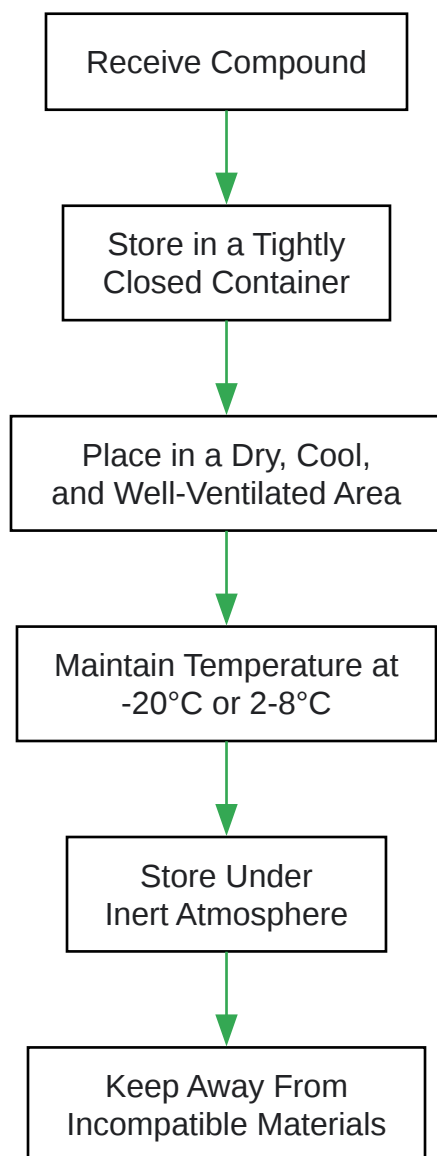 Receive Compound
Store in a Tightly
Closed Container
Place in a Dry, Cool,
and Well-Ventilated Area
Maintain Temperature at
-20°C or 2-8°C
Store Under
Inert Atmosphere
Keep Away From
Incompatible Materials